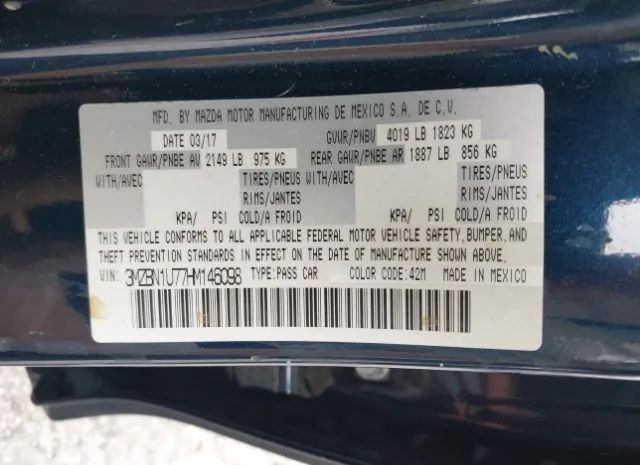 MFD. BY MAZDA MOTOR MANUFACTURING DE MEXICO S.A. DE C.V.
DATE 03/17 GVWR/PNBV 4019 LB 1823 KG
FRONT GAWR/PNBE AV 2149 LB 975 KG REAR GAWR/PNBE AR 1887 LB 856 KG
WITH/AVEC TIRES/PNEUS WITH/AVEC TIRES/PNEUS
RIMS/JANTES RIMS/JANTES
KPA/ PSI COLD/A FROID KPA/ PSI COLD/A FROID
THIS VEHICLE CONFORMS TO ALL APPLICABLE FEDERAL MOTOR VEHICLE SAFETY, BUMPER, AND
THEFT PREVENTION STANDARDS IN EFFECT ON THE DATE OF MANUFACTURE SHOWN ABOVE.
VIN: 3MZBN1U77HM146098 TYPE:PASS CAR COLOR CODE:42M MADE IN MEXICO